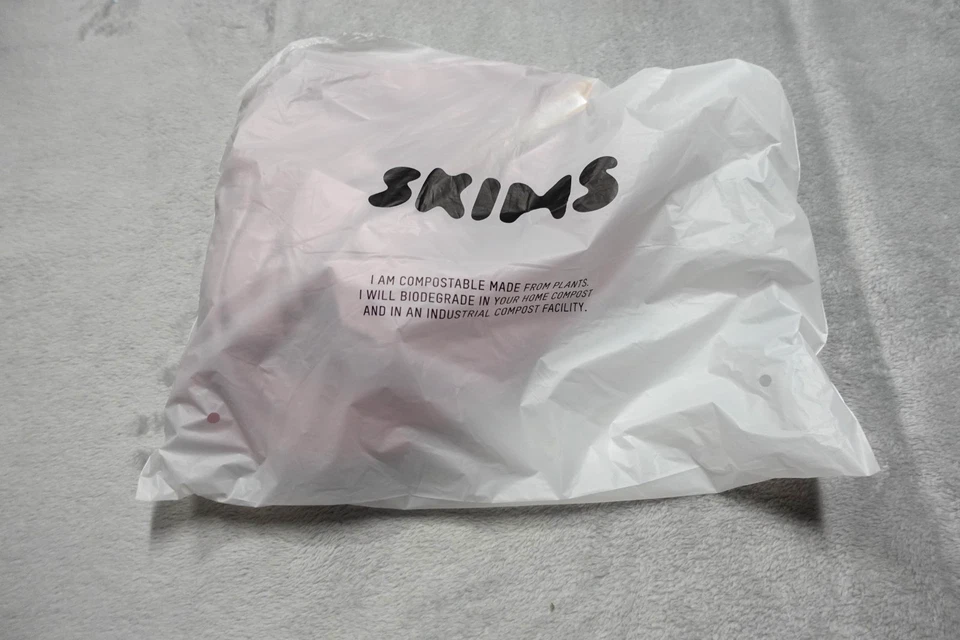 SKIMS
I AM COMPOSTABLE MADE FROM PLANTS.
I WILL BIODEGRADE IN YOUR HOME COMPOST
AND IN AN INDUSTRIAL COMPOST FACILITY.